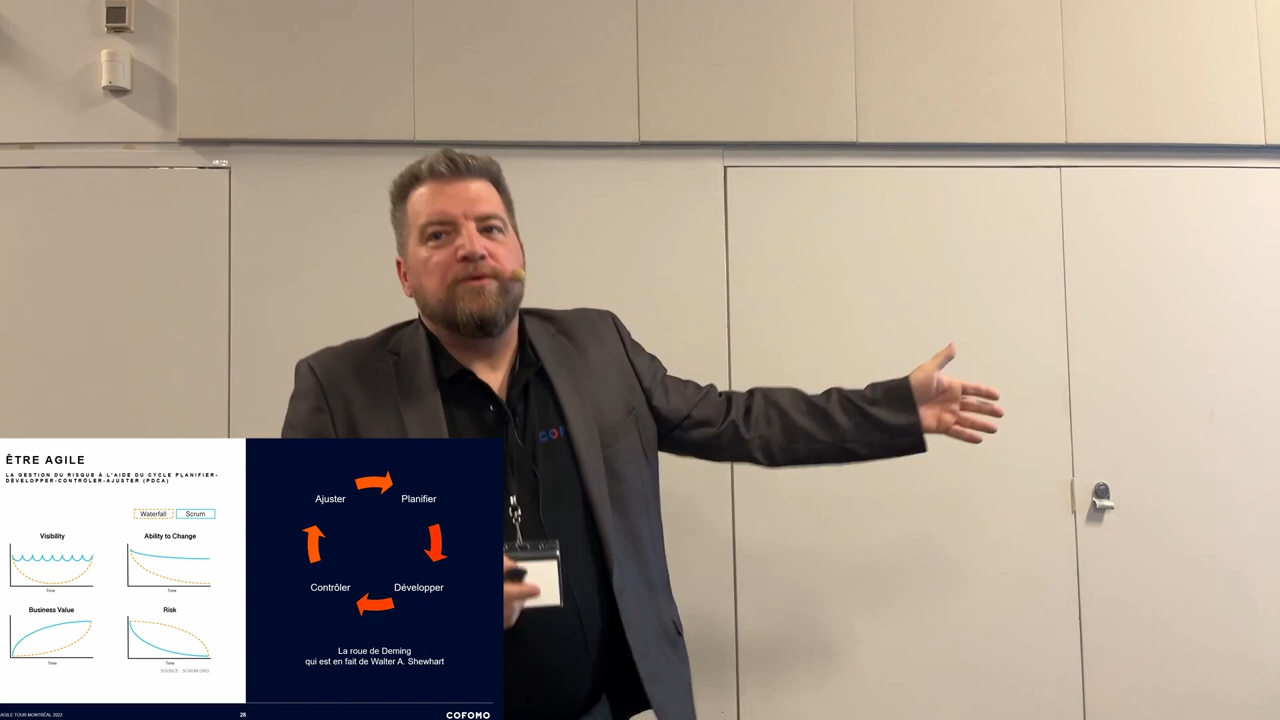 ÊTRE AGILE
LA GESTION DU RISQUE À L'AIDE DU CYCLE PLANIFIER-
DÉVELOPPER-CONTRÔLER-AJUSTER (PDCA)
Waterfall
Scrum
Visibility
Time
Ability to Change
Time
Business Value
Time
Risk
Time
SOURCE : SCRUM.ORG
Ajuster
Planifier
Contrôler
Développer
La roue de Deming
qui est en fait de Walter A. Shewhart
AGILE TOUR MONTRÉAL 2022
28
COFOMO
COF